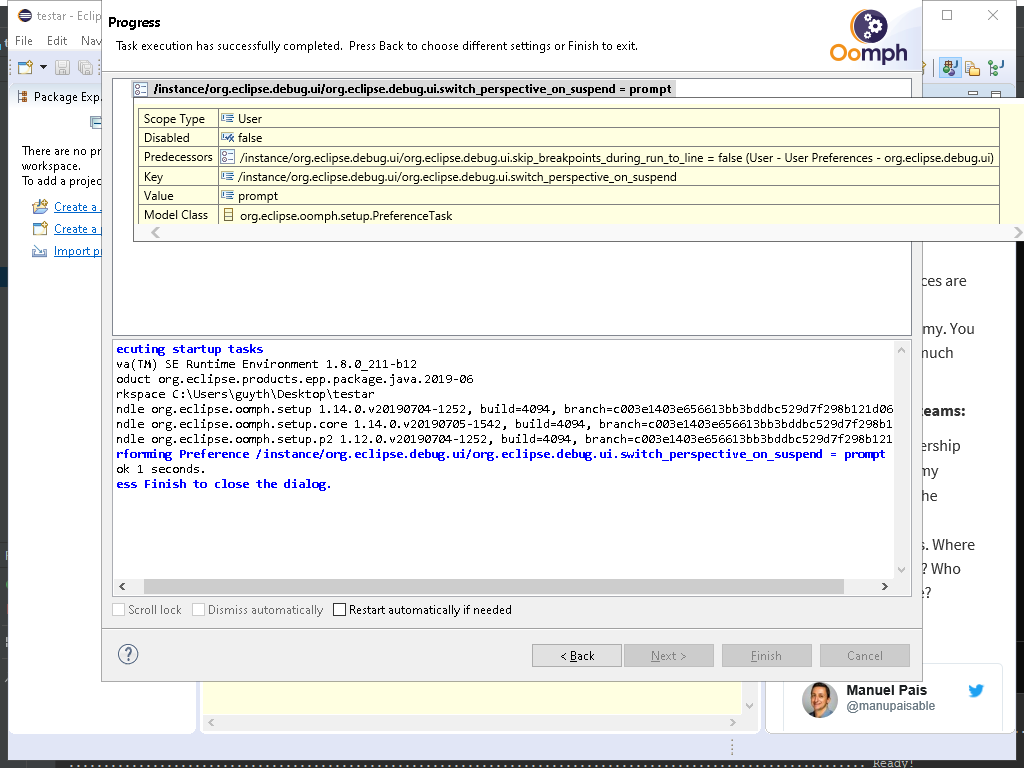 testar - Eclip
Progress
Task execution has successfully completed. Press Back to choose different settings or Finish to exit.
Oomph
File Edit Nav
Package Exp
There are no pr
workspace.
To add a projec
Create a
Create a
Import p
/instance/org.eclipse.debug.ui/org.eclipse.debug.ui.switch_perspective_on_suspend = prompt
Scope Type User
Disabled false
Predecessors /instance/org.eclipse.debug.ui/org.eclipse.debug.ui.skip_breakpoints_during_run_to_line = false (User - User Preferences - org.eclipse.debug.ui)
Key /instance/org.eclipse.debug.ui/org.eclipse.debug.ui.switch_perspective_on_suspend
Value prompt
Model Class org.eclipse.oomph.setup.PreferenceTask
ecuting startup tasks
va(TM) SE Runtime Environment 1.8.0_211-b12
oduct org.eclipse.products.epp.package.java.2019-06
rkspace C:\Users\guyth\Desktop\testar
ndle org.eclipse.oomph.setup 1.14.0.v20190704-1252, build=4094, branch=c003e1403e656613bb3bddbc529d7f298b121d06
ndle org.eclipse.oomph.setup.core 1.14.0.v20190705-1542, build=4094, branch=c003e1403e656613bb3bddbc529d7f298b1
ndle org.eclipse.oomph.setup.p2 1.12.0.v20190704-1252, build=4094, branch=c003e1403e656613bb3bddbc529d7f298b121
rforming Preference /instance/org.eclipse.debug.ui/org.eclipse.debug.ui.switch_perspective_on_suspend = prompt
ok 1 seconds.
ess Finish to close the dialog.
Scroll lock Dismiss automatically Restart automatically if needed
? < Back Next > Finish Cancel
ces are
my. You
nuch
teams:
ership
my
he
s. Where
? Who
e?
Manuel Pais
@manupaisable
Ready!